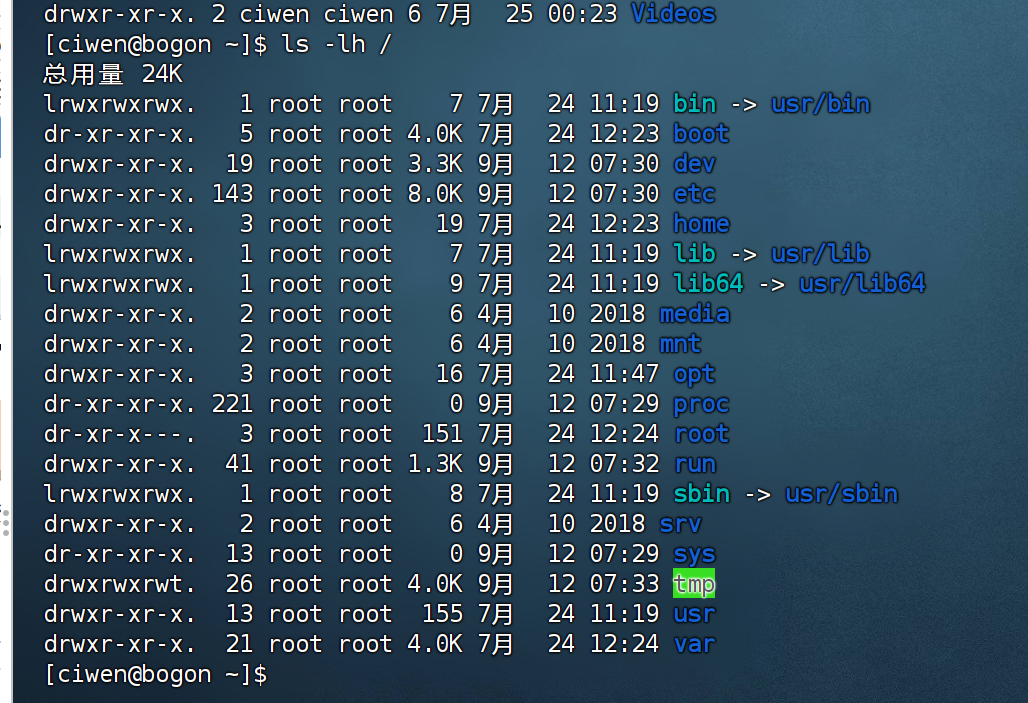 drwxr-xr-x. 2 ciwen ciwen 6 7月  25 00:23 Videos
[ciwen@bogon ~]$ ls -lh /
总用量 24K
lrwxrwxrwx.   1 root root    7 7月  24 11:19 bin -> usr/bin
dr-xr-xr-x.   5 root root 4.0K 7月  24 12:23 boot
drwxr-xr-x.  19 root root 3.3K 9月  12 07:30 dev
drwxr-xr-x. 143 root root 8.0K 9月  12 07:30 etc
drwxr-xr-x.   3 root root   19 7月  24 12:23 home
lrwxrwxrwx.   1 root root    7 7月  24 11:19 lib -> usr/lib
lrwxrwxrwx.   1 root root    9 7月  24 11:19 lib64 -> usr/lib64
drwxr-xr-x.   2 root root    6 4月  10 2018 media
drwxr-xr-x.   2 root root    6 4月  10 2018 mnt
drwxr-xr-x.   3 root root   16 7月  24 11:47 opt
dr-xr-xr-x. 221 root root    0 9月  12 07:29 proc
dr-xr-x---.   3 root root  151 7月  24 12:24 root
drwxr-xr-x.  41 root root 1.3K 9月  12 07:32 run
lrwxrwxrwx.   1 root root    8 7月  24 11:19 sbin -> usr/sbin
drwxr-xr-x.   2 root root    6 4月  10 2018 srv
dr-xr-xr-x.  13 root root    0 9月  12 07:29 sys
drwxrwxrwt.  26 root root 4.0K 9月  12 07:33 tmp
drwxr-xr-x.  13 root root  155 7月  24 11:19 usr
drwxr-xr-x.  21 root root 4.0K 7月  24 12:24 var
[ciwen@bogon ~]$